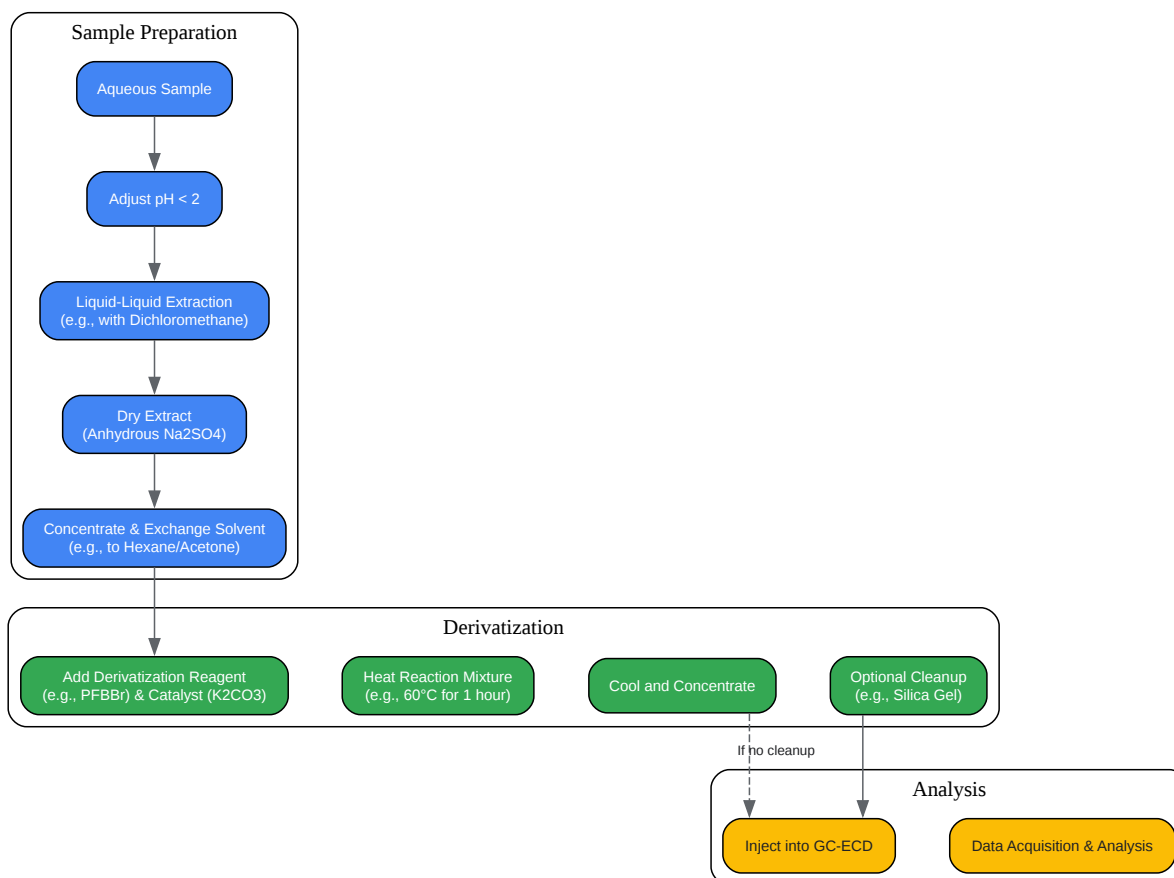 Sample Preparation
Aqueous Sample
Adjust pH < 2
Liquid-Liquid Extraction
(e.g., with Dichloromethane)
Dry Extract
(Anhydrous Na2SO4)
Concentrate & Exchange Solvent
(e.g., to Hexane/Acetone)
Derivatization
Add Derivatization Reagent
(e.g., PFBBr) & Catalyst (K2CO3)
Heat Reaction Mixture
(e.g., 60°C for 1 hour)
Cool and Concentrate
Optional Cleanup
(e.g., Silica Gel)
If no cleanup
Analysis
Inject into GC-ECD
Data Acquisition & Analysis